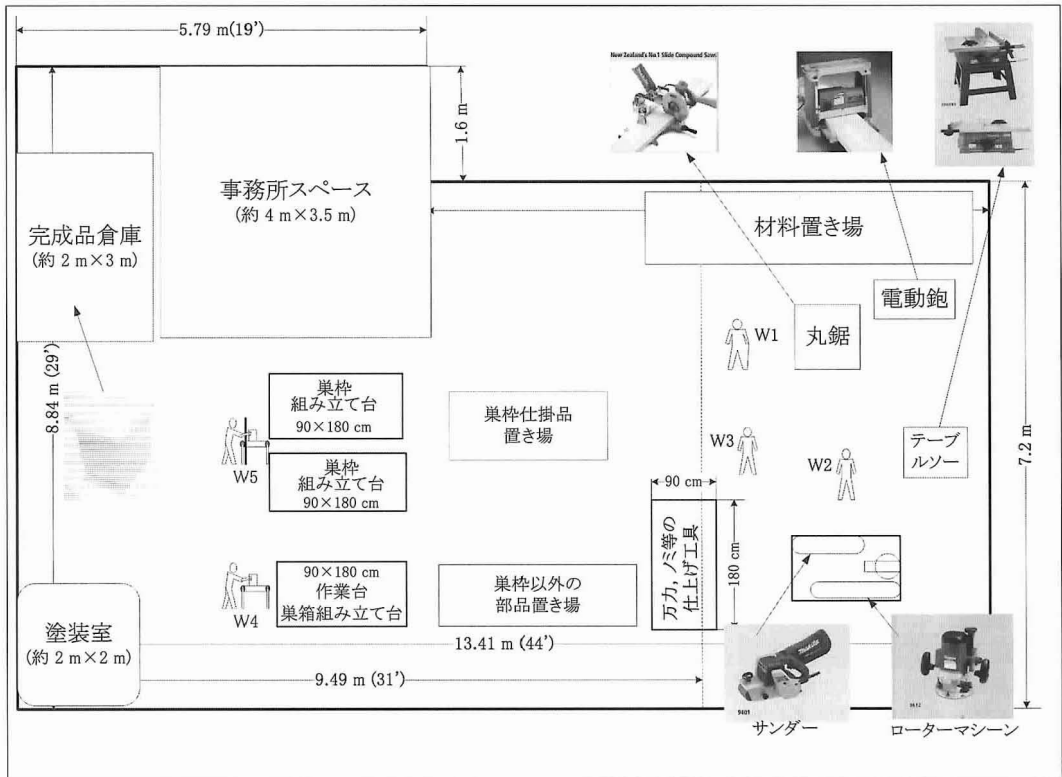 5.79 m(19')
New Zealand's No.1 Slide Compound Saw
1.6 m
事務所スペース
(約 4 m×3.5 m)
完成品倉庫
(約 2 m×3 m)
材料置き場
電動鉋
丸鋸
W1
8.84 m (29')
巣枠
組み立て台
90×180 cm
巣枠仕掛品
置き場
W5
巣枠
組み立て台
90×180 cm
W3
W2
テーブ
ルソー
7.2 m
90 cm
万力,ノミ等の
仕上げ工具
180 cm
90×180 cm
作業台
巣箱組み立て台
巣枠以外の
部品置き場
W4
塗装室
(約 2 m×2 m)
13.41 m (44')
9.49 m (31')
9401
サンダー
3612
ローターマシーン